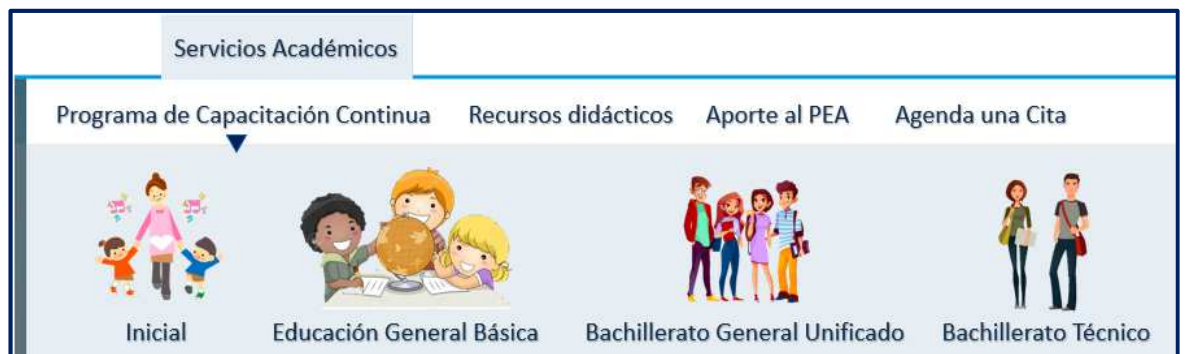 Servicios Académicos
Programa de Capacitación Continua Recursos didácticos Aporte al PEA Agenda una Cita
Inicial Educación General Básica Bachillerato General Unificado Bachillerato Técnico